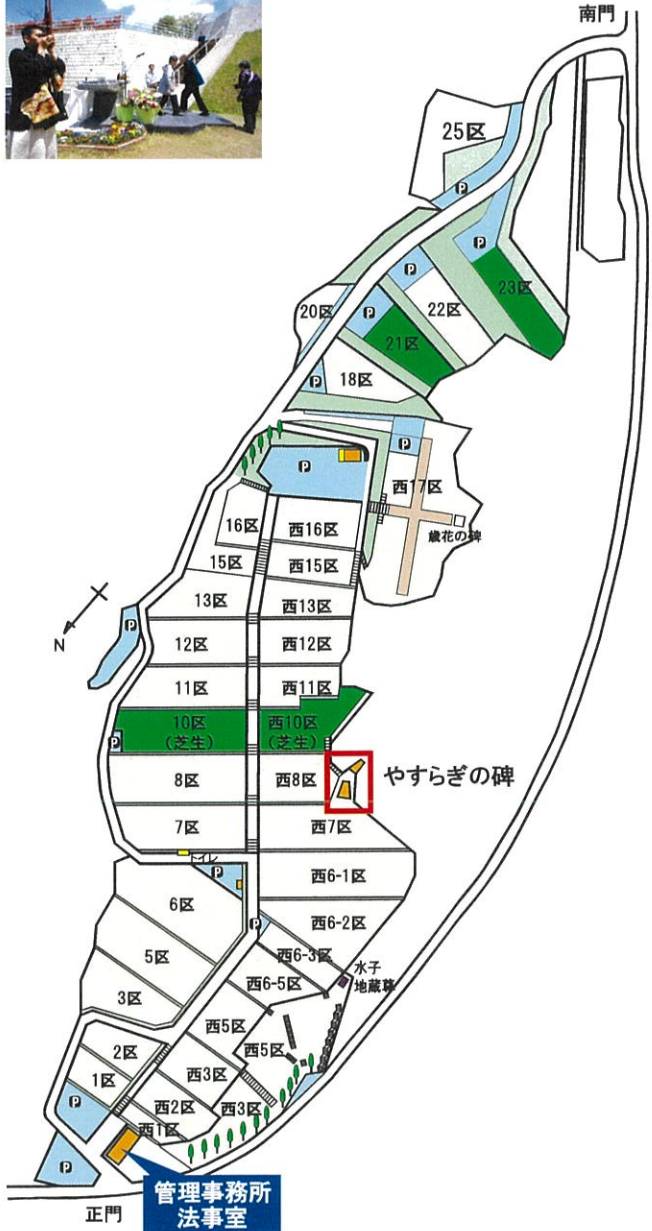 南門
25区
P
P
P
23区
22区
20区
P
21区
18区
P
P
P
西17区
歳花の碑
16区
西16区
15区
西15区
13区
西13区
P
N
12区
西12区
11区
西11区
10区
(芝生)
西10区
(芝生)
P
8区
西8区
やすらぎの碑
7区
西7区
トイレ
P
西6-1区
6区
西6-2区
P
5区
西6-3区
水子
地蔵尊
西6-5区
3区
西5区
西5区
2区
西3区
1区
P
西2区
西3区
西1区
P
管理事務所
法事室
正門